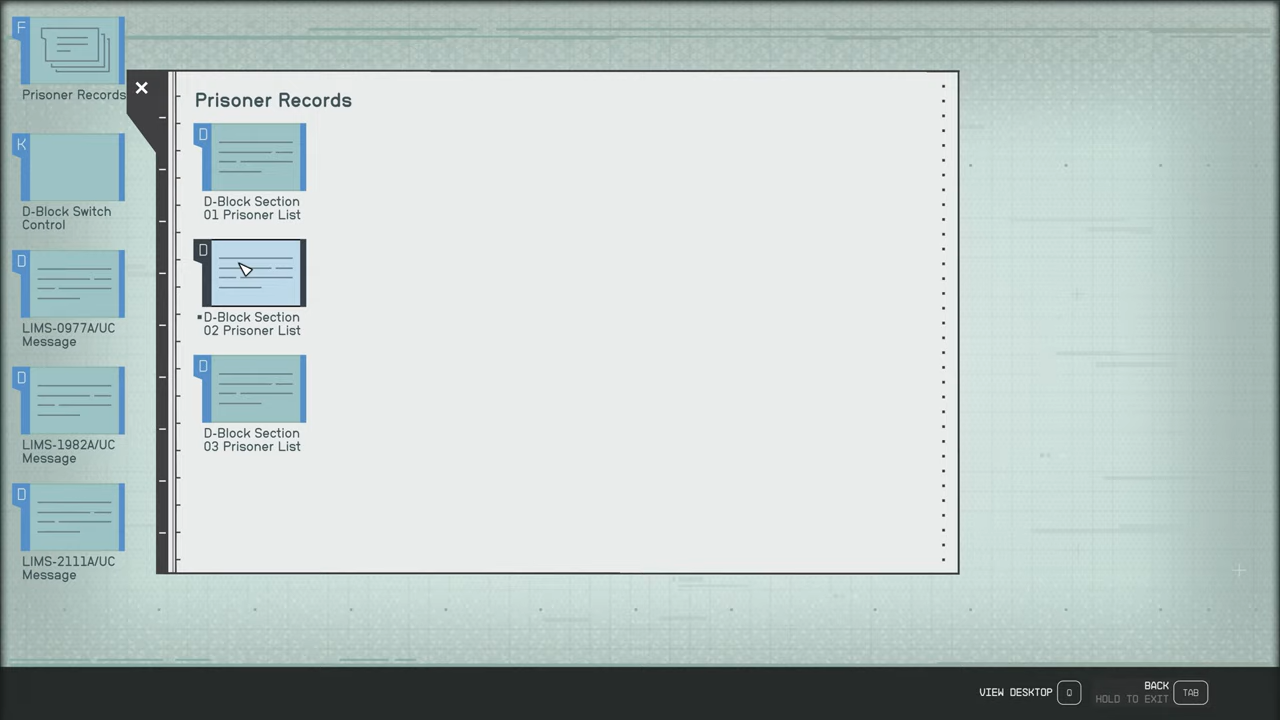 F
Prisoner Records
K
D-Block Switch
Control
D
LIMS-0977A/UC
Message
D
LIMS-1982A/UC
Message
D
LIMS-2111A/UC
Message
Prisoner Records
D
D-Block Section
01 Prisoner List
D
D-Block Section
02 Prisoner List
D
D-Block Section
03 Prisoner List
VIEW DESKTOP Q
BACK
HOLD TO EXIT TAB